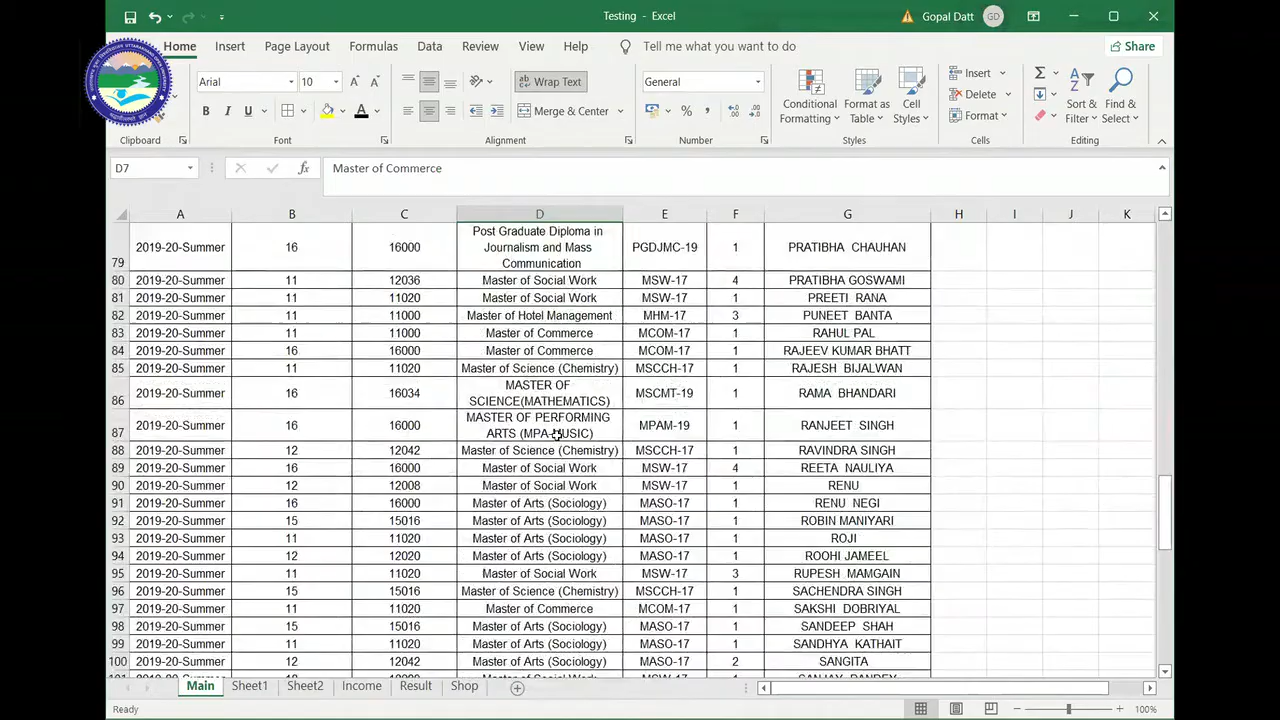 Testing - Excel
Gopal Datt GD
Home Insert Page Layout Formulas Data Review View Help Tell me what you want to do Share
Arial 10 Wrap Text General Insert
B I U Merge & Center % Conditional Formatting Format as Table Cell Styles Delete Format Sort & Filter Find & Select
Clipboard Font Alignment Number Styles Cells Editing
D7 fx Master of Commerce
A B C D E F G H I J K
79 2019-20-Summer 16 16000 Post Graduate Diploma in Journalism and Mass Communication PGDJMC-19 1 PRATIBHA CHAUHAN
80 2019-20-Summer 11 12036 Master of Social Work MSW-17 4 PRATIBHA GOSWAMI
81 2019-20-Summer 11 11020 Master of Social Work MSW-17 1 PREETI RANA
82 2019-20-Summer 11 11000 Master of Hotel Management MHM-17 3 PUNEET BANTA
83 2019-20-Summer 11 11000 Master of Commerce MCOM-17 1 RAHUL PAL
84 2019-20-Summer 16 16000 Master of Commerce MCOM-17 1 RAJEEV KUMAR BHATT
85 2019-20-Summer 11 11020 Master of Science (Chemistry) MSCCH-17 1 RAJESH BIJALWAN
86 2019-20-Summer 16 16034 MASTER OF SCIENCE(MATHEMATICS) MSCMT-19 1 RAMA BHANDARI
87 2019-20-Summer 16 16000 MASTER OF PERFORMING ARTS (MPA-MUSIC) MPAM-19 1 RANJEET SINGH
88 2019-20-Summer 12 12042 Master of Science (Chemistry) MSCCH-17 1 RAVINDRA SINGH
89 2019-20-Summer 16 16000 Master of Social Work MSW-17 4 REETA NAULIYA
90 2019-20-Summer 12 12008 Master of Social Work MSW-17 1 RENU
91 2019-20-Summer 16 16000 Master of Arts (Sociology) MASO-17 1 RENU NEGI
92 2019-20-Summer 15 15016 Master of Arts (Sociology) MASO-17 1 ROBIN MANIYARI
93 2019-20-Summer 11 11020 Master of Arts (Sociology) MASO-17 1 ROJI
94 2019-20-Summer 12 12020 Master of Arts (Sociology) MASO-17 1 ROOHI JAMEEL
95 2019-20-Summer 11 11020 Master of Social Work MSW-17 3 RUPESH MAMGAIN
96 2019-20-Summer 15 15016 Master of Science (Chemistry) MSCCH-17 1 SACHENDRA SINGH
97 2019-20-Summer 11 11020 Master of Commerce MCOM-17 1 SAKSHI DOBRIYAL
98 2019-20-Summer 15 15016 Master of Arts (Sociology) MASO-17 1 SANDEEP SHAH
99 2019-20-Summer 11 11020 Master of Arts (Sociology) MASO-17 1 SANDHYA KATHAIT
100 2019-20-Summer 12 12042 Master of Arts (Sociology) MASO-17 2 SANGITA
Main Sheet1 Sheet2 Income Result Shop
Ready 100%